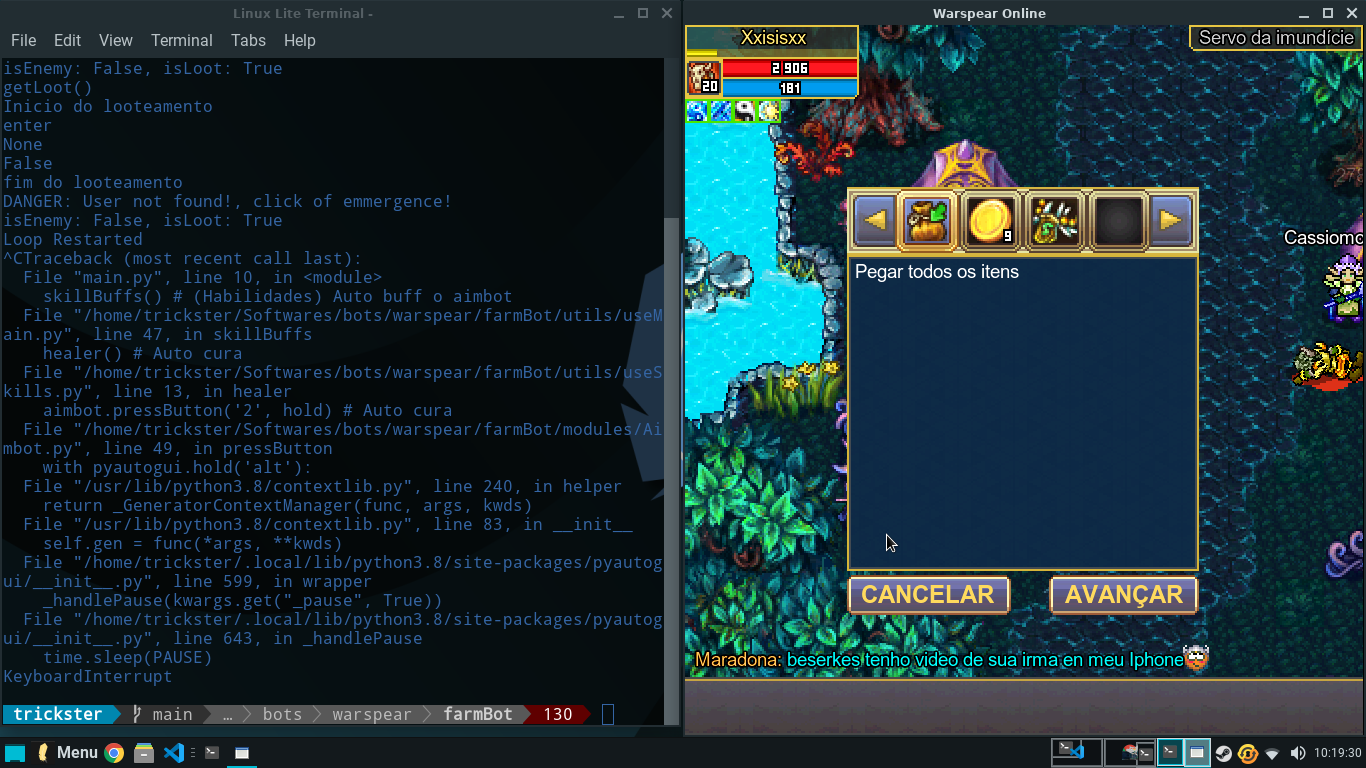 Linux Lite Terminal -
File Edit View Terminal Tabs Help
isEnemy: False, isLoot: True
getLoot()
Inicio do looteamento
enter
None
False
fim do looteamento
DANGER: User not found!, click of emmergence!
isEnemy: False, isLoot: True
Loop Restarted
^CTraceback (most recent call last):
  File "main.py", line 10, in <module>
    skillBuffs() # (Habilidades) Auto buff o aimbot
  File "/home/trickster/Softwares/bots/warspear/farmBot/utils/useM
ain.py", line 47, in skillBuffs
    healer() # Auto cura
  File "/home/trickster/Softwares/bots/warspear/farmBot/utils/useS
kills.py", line 13, in healer
    aimbot.pressButton('2', hold) # Auto cura
  File "/home/trickster/Softwares/bots/warspear/farmBot/modules/Ai
mbot.py", line 49, in pressButton
    with pyautogui.hold('alt'):
  File "/usr/lib/python3.8/contextlib.py", line 240, in helper
    return _GeneratorContextManager(func, args, kwds)
  File "/usr/lib/python3.8/contextlib.py", line 83, in __init__
    self.gen = func(*args, **kwds)
  File "/home/trickster/.local/lib/python3.8/site-packages/pyautog
ui/__init__.py", line 599, in wrapper
    _handlePause(kwargs.get("_pause", True))
  File "/home/trickster/.local/lib/python3.8/site-packages/pyautog
ui/__init__.py", line 643, in _handlePause
    time.sleep(PAUSE)
KeyboardInterrupt
trickster main … bots warspear farmBot 130
Warspear Online
Xxisisxx
Servo da imundície
2 906
20
181
9
Cassiomo
Pegar todos os itens
CANCELAR AVANÇAR
Maradona: beserkes tenho video de sua irma en meu Iphone
Menu
10:19:30